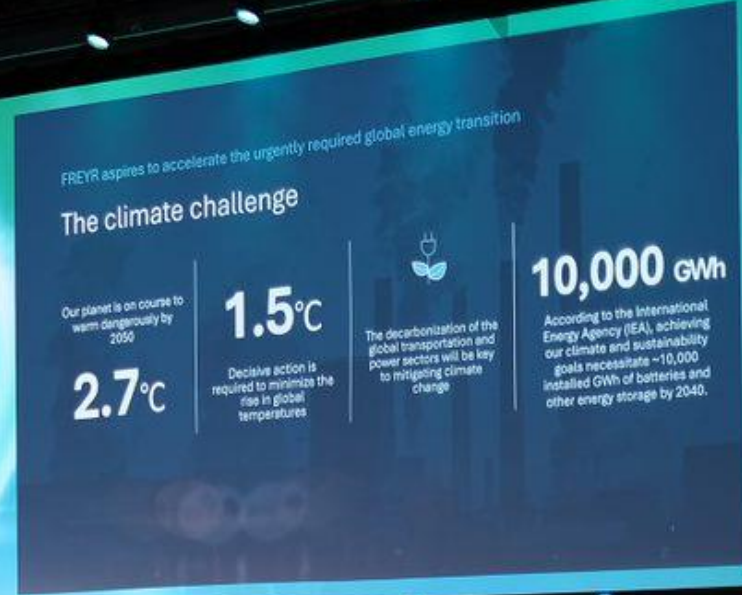 FREYR aspires to accelerate the urgently required global energy transition
The climate challenge
Our planet is on course to
warm dangerously by
2050
2.7°C
1.5°C
Decisive action is
required to minimize the
rise in global
temperatures
The decarbonization of the
global transportation and
power sectors will be key
to mitigating climate
change
10,000 GWh
According to the International
Energy Agency (IEA), achieving
our climate and sustainability
goals necessitate ~10,000
installed GWh of batteries and
other energy storage by 2040.